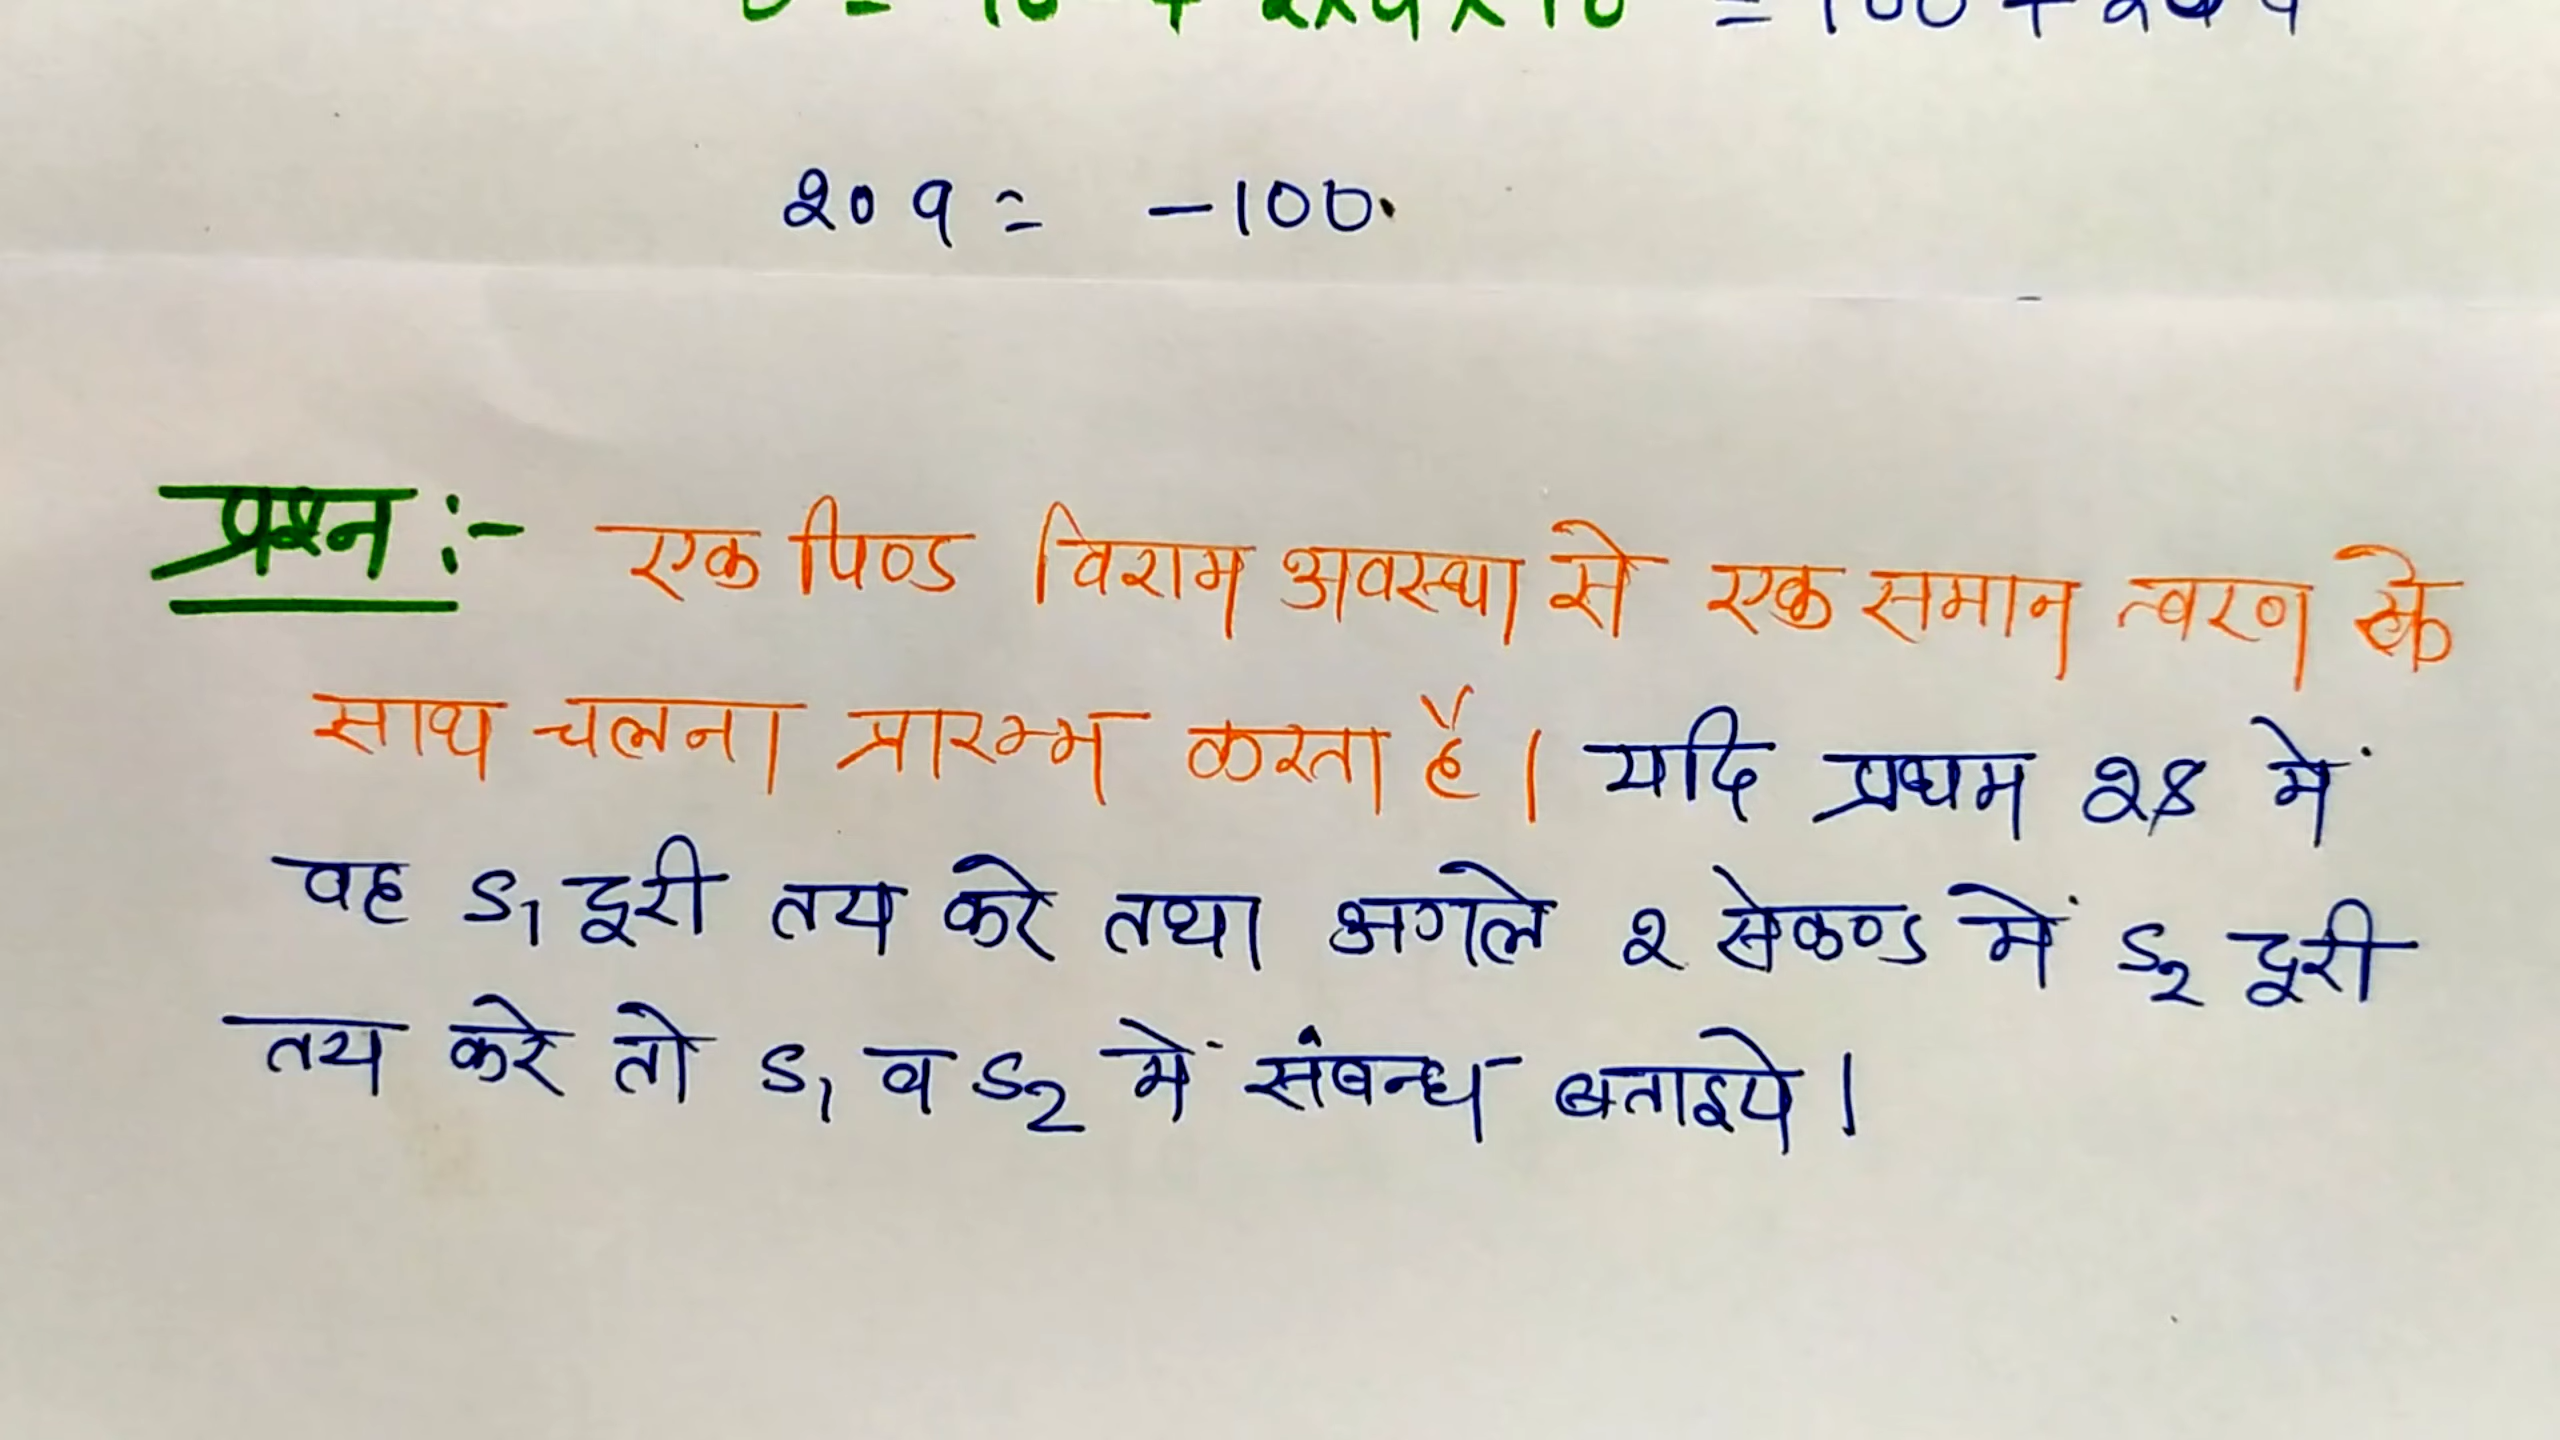 20a = -100.
प्रश्न :- एक पिण्ड विराम अवस्था से एक समान त्वरण के
साथ चलना प्रारम्भ करता है। यदि प्रथम 2s में
वह S₁ दूरी तय करे तथा अगले 2 सेकण्ड में S₂ दूरी
तय करे तो S₁ व S₂ में संबन्ध बताइये।